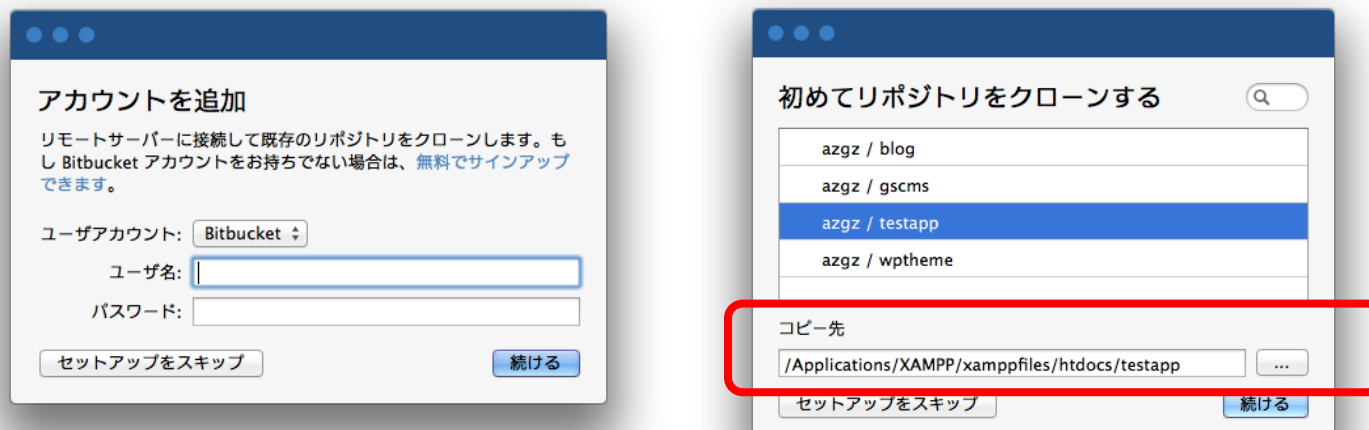 アカウントを追加
リモートサーバーに接続して既存のリポジトリをクローンします。も
し Bitbucket アカウントをお持ちでない場合は、無料でサインアップ
できます。
ユーザアカウント: Bitbucket
ユーザ名:
パスワード:
セットアップをスキップ 続ける
初めてリポジトリをクローンする
azgz / blog
azgz / gscms
azgz / testapp
azgz / wptheme
コピー先
/Applications/XAMPP/xamppfiles/htdocs/testapp ...
セットアップをスキップ 続ける